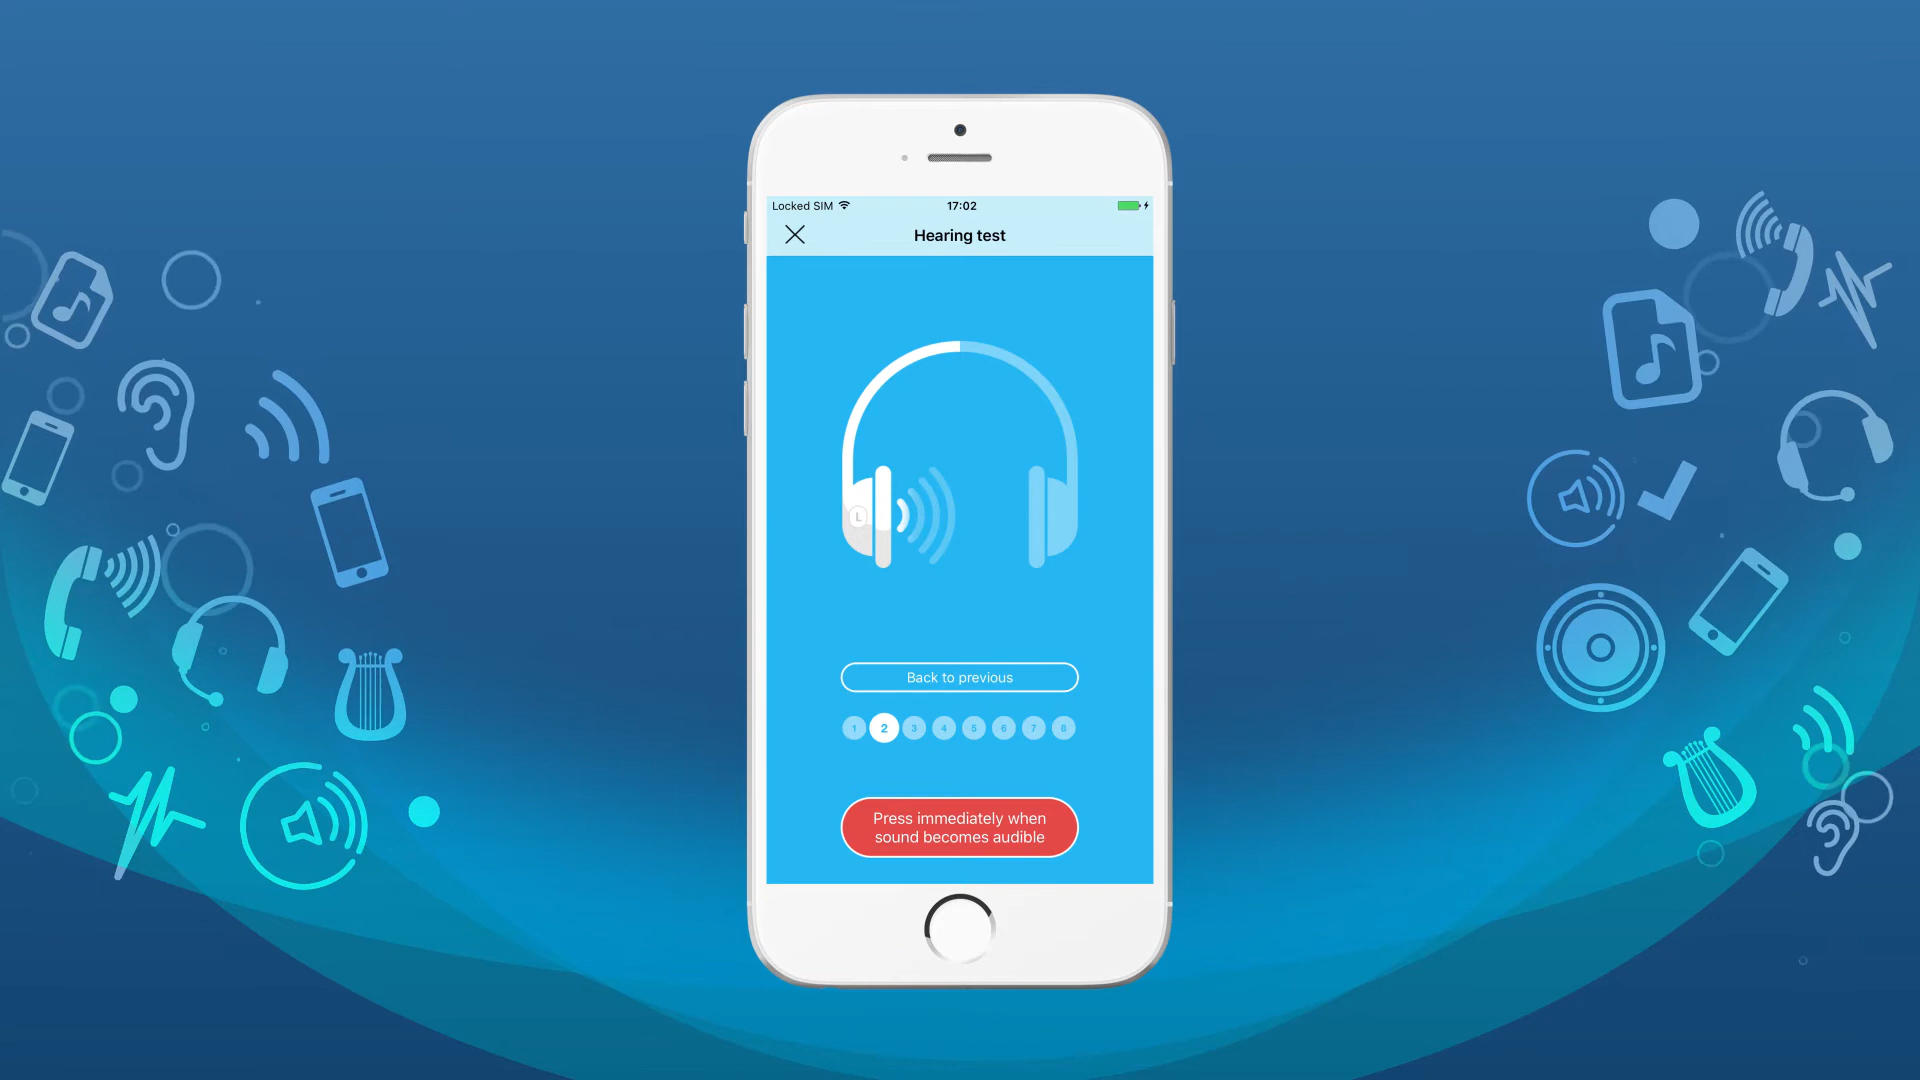 Locked SIM
17:02
Hearing test
L
Back to previous
1 2 3 4 5 6 7 8
Press immediately when
sound becomes audible